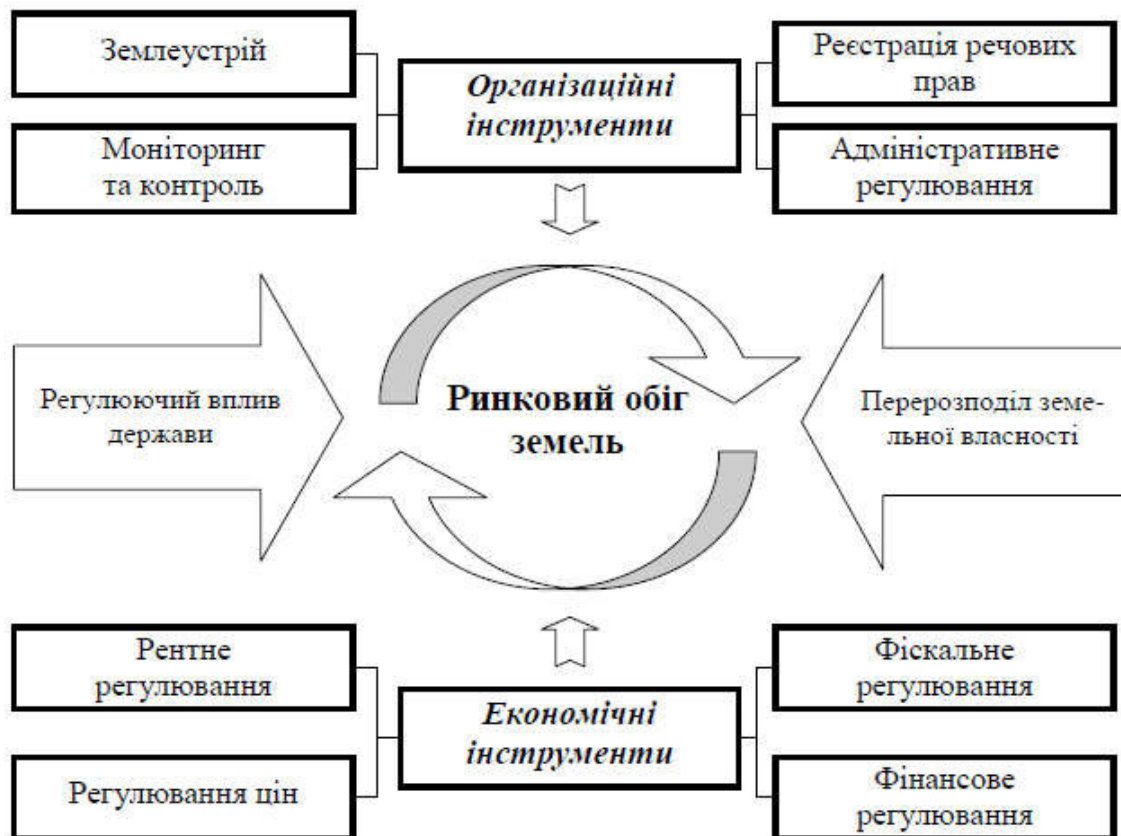 Землеустрій
Моніторинг
та контроль
Організаційні
інструменти
Реєстрація речових
прав
Адміністративне
регулювання
Регулюючий вплив
держави
Ринковий обіг
земель
Перерозподіл земе-
льної власності
Рентне
регулювання
Регулювання цін
Економічні
інструменти
Фіскальне
регулювання
Фінансове
регулювання